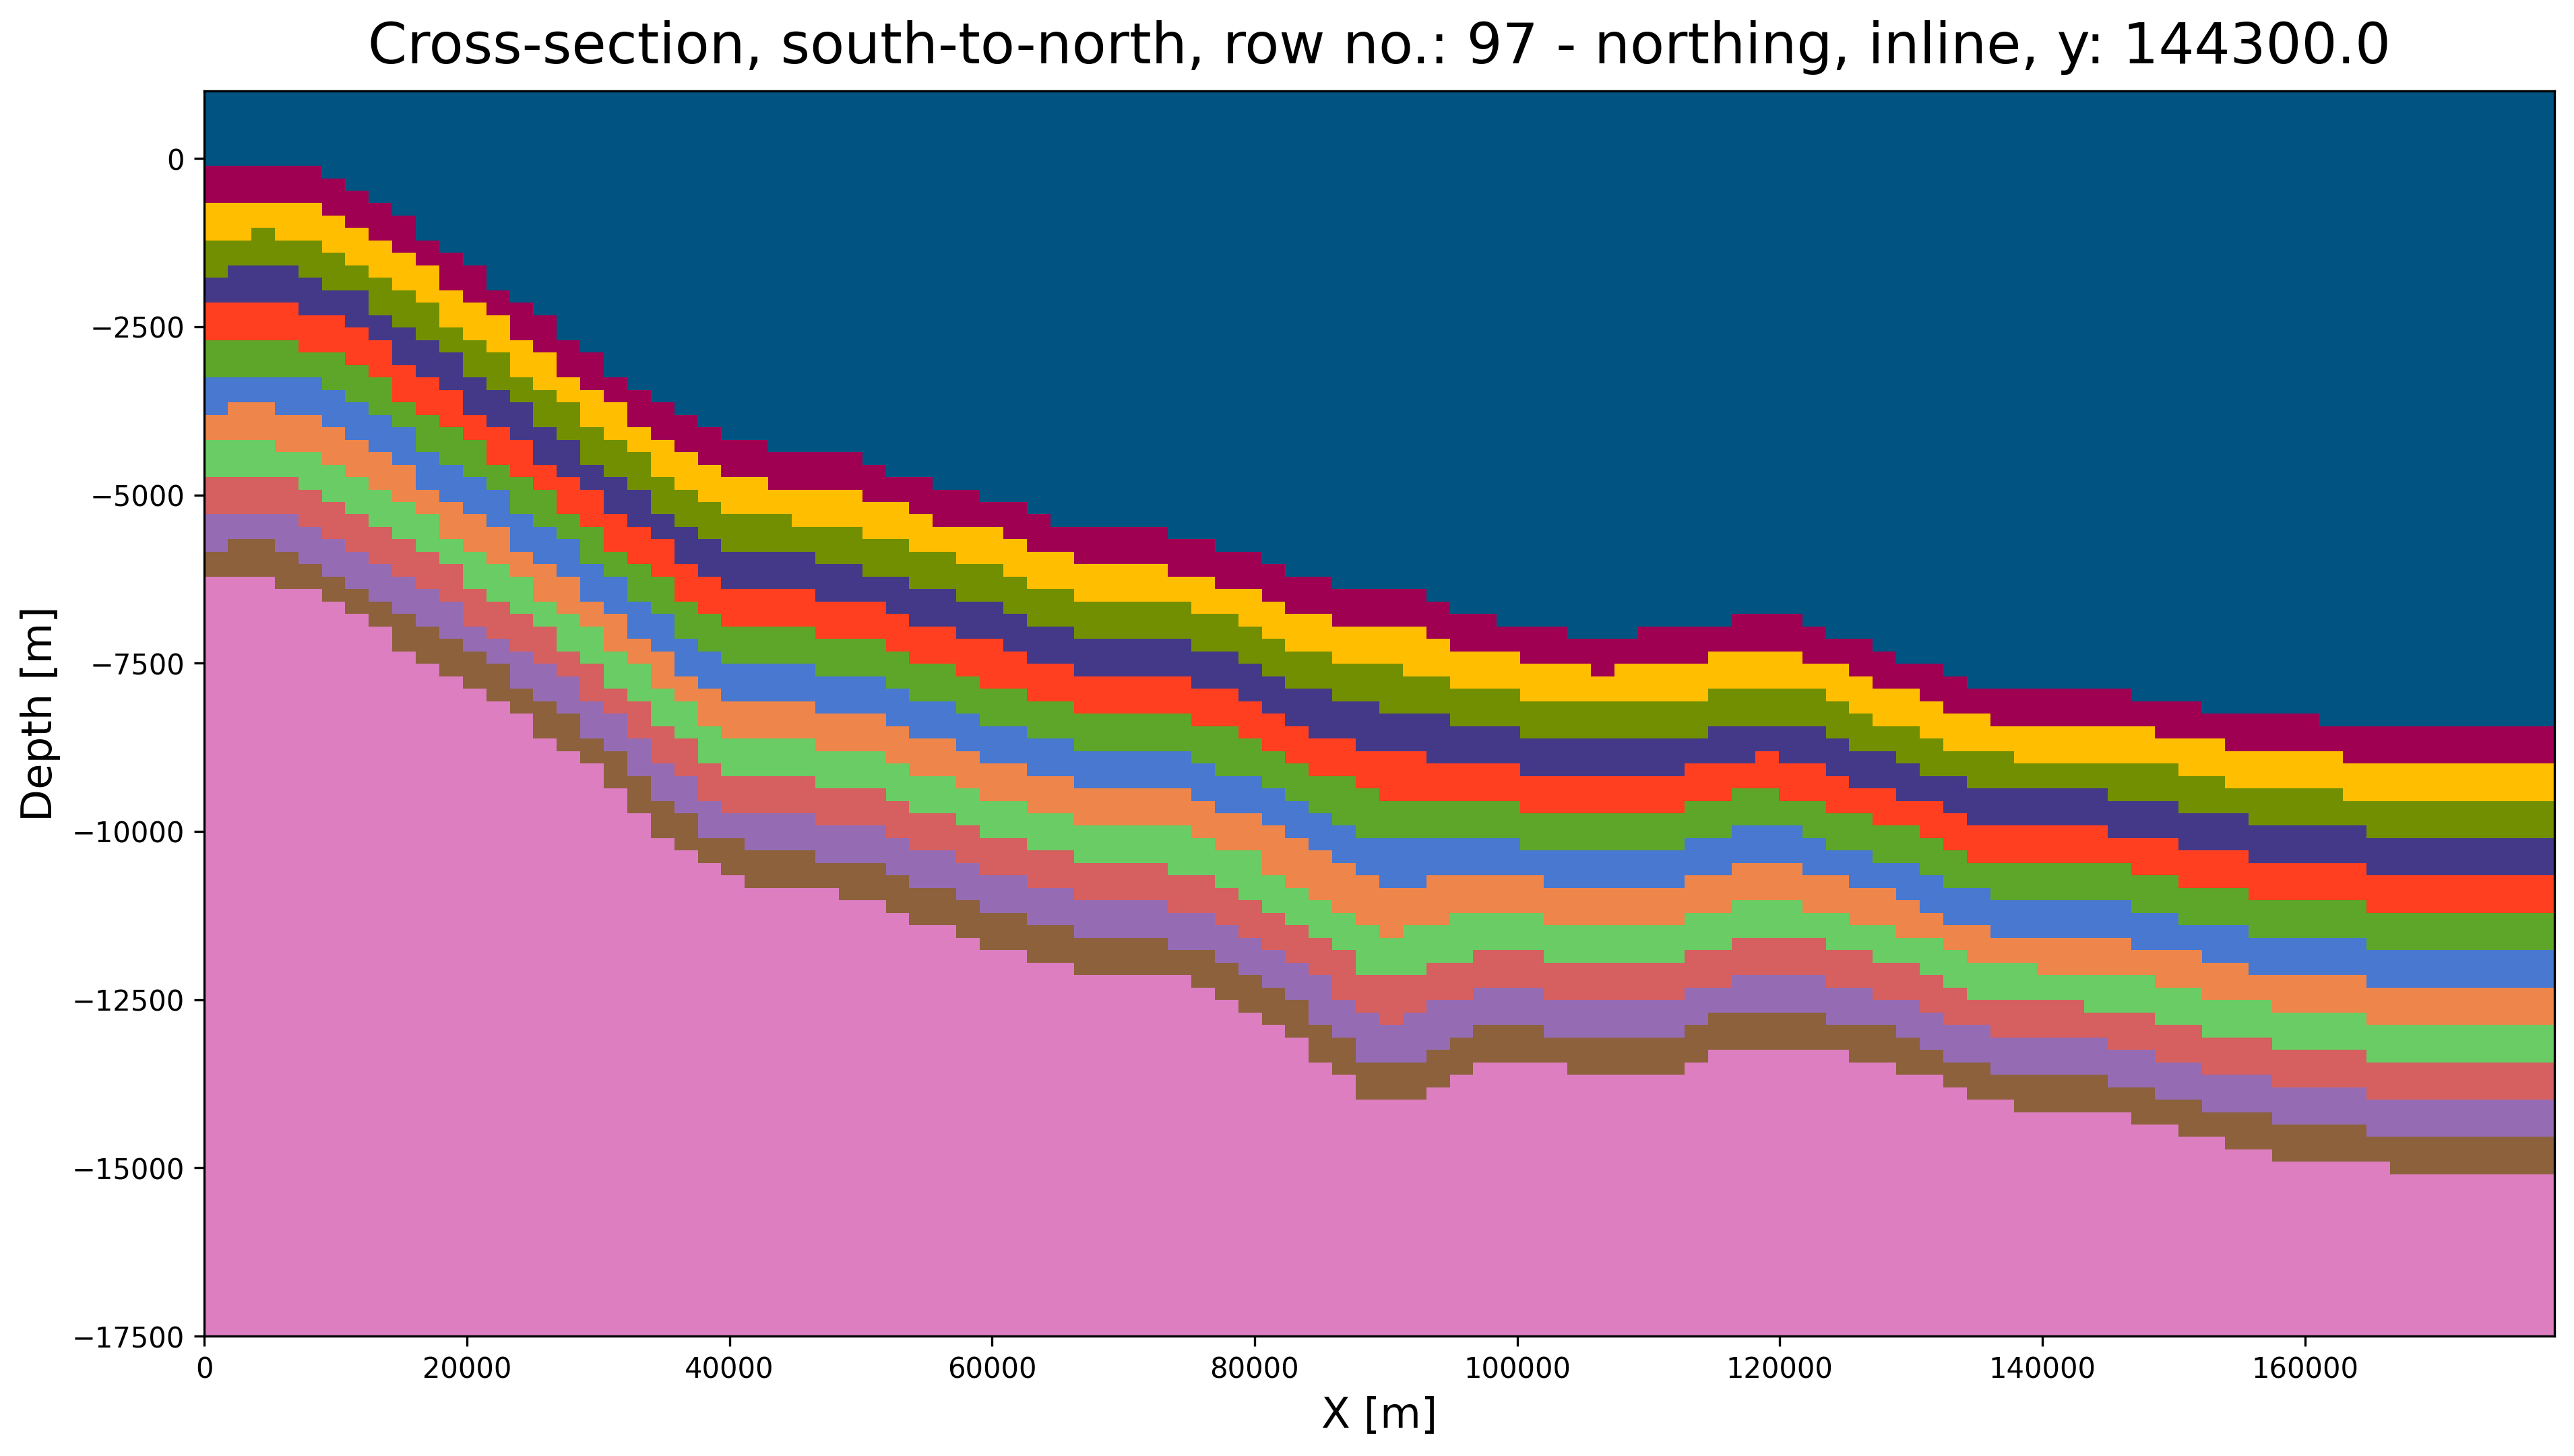 Cross-section, south-to-north, row no.: 97 - northing, inline, y: 144300.0
Depth [m]
0
−2500
−5000
−7500
−10000
−12500
−15000
−17500
0 20000 40000 60000 80000 100000 120000 140000 160000
X [m]